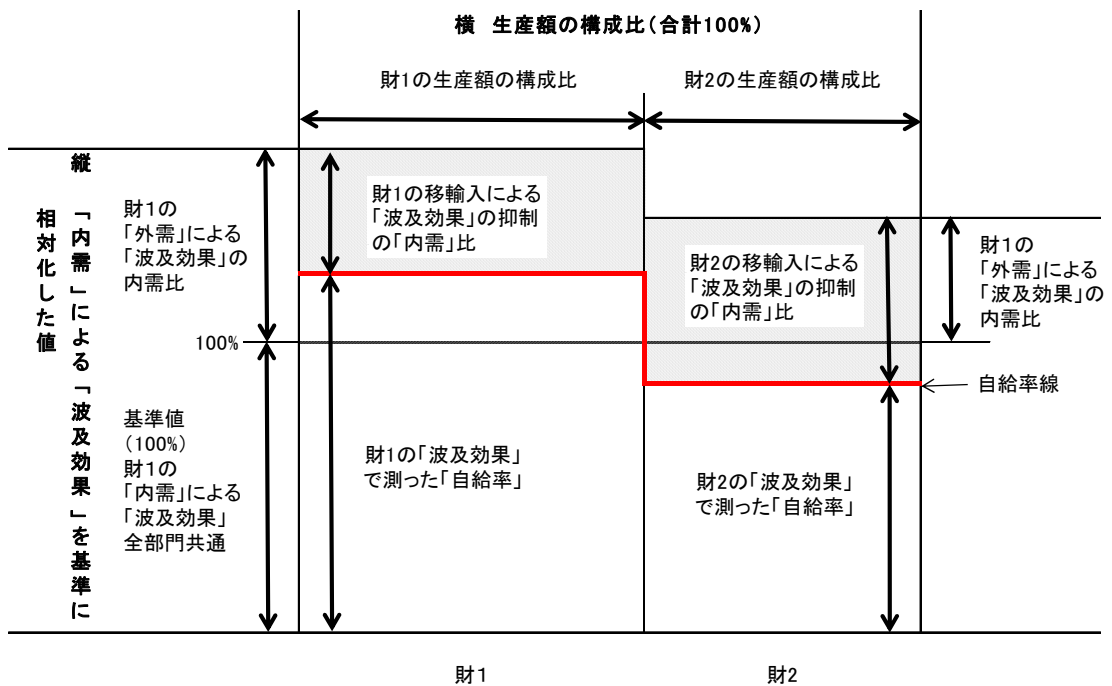 横 生産額の構成比(合計100%)
財1の生産額の構成比
財2の生産額の構成比
縦 「内需」による「波及効果」を基準に
相対化した値
財1の
「外需」による
「波及効果」の
内需比
財1の移輸入による
「波及効果」の抑制
の「内需」比
財2の移輸入による
「波及効果」の抑制
の「内需」比
財1の
「外需」による
「波及効果」の
内需比
100%
自給率線
基準値
(100%)
財1の
「内需」による
「波及効果」
全部門共通
財1の「波及効果」
で測った「自給率」
財2の「波及効果」
で測った「自給率」
財1
財2